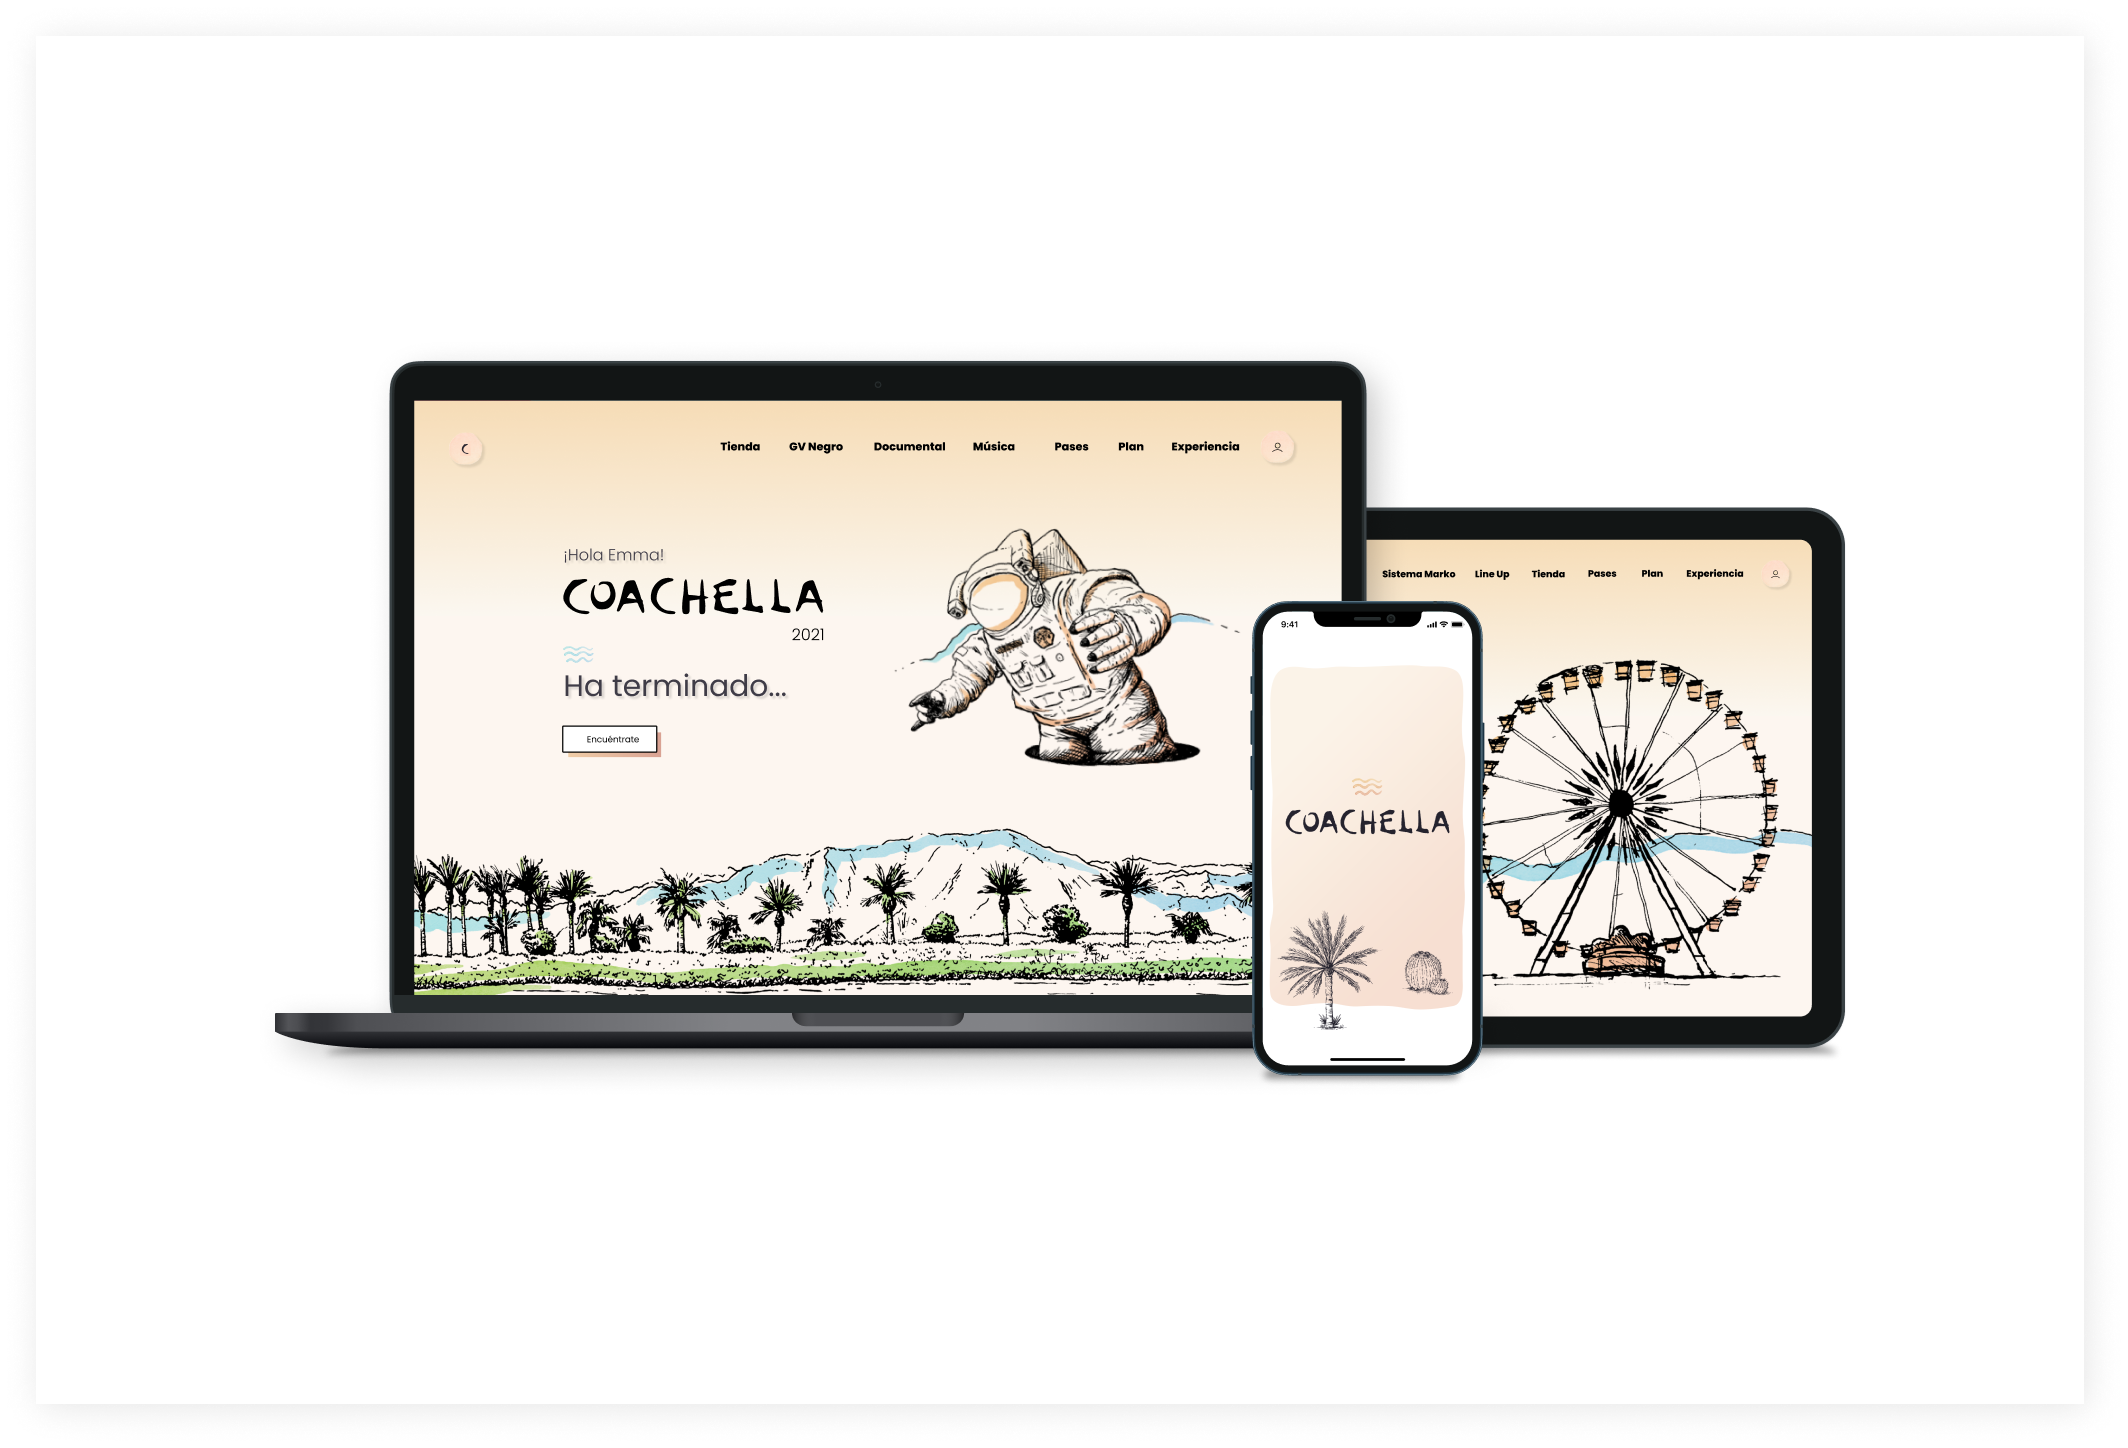 Tienda GV Negro Documental Música Pases Plan Experiencia
¡Hola Emma!
COACHELLA
2021
Ha terminado...
Encuéntrate
Sistema Marko Line Up Tienda Pases Plan Experiencia
9:41
COACHELLA